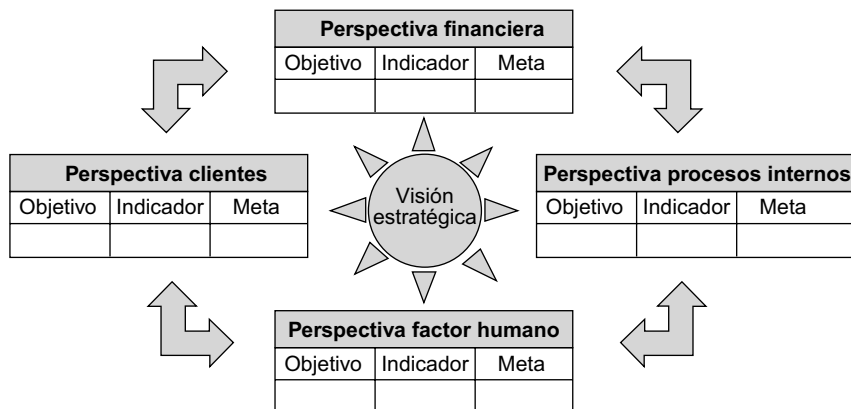 Perspectiva financiera
Objetivo Indicador Meta
Perspectiva clientes
Objetivo Indicador Meta
Visión
estratégica
Perspectiva procesos internos
Objetivo Indicador Meta
Perspectiva factor humano
Objetivo Indicador Meta